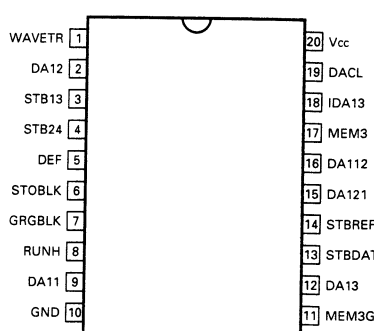 WAVETR 1
DA12 2
STB13 3
STB24 4
DEF 5
STOBLK 6
GRGBLK 7
RUNH 8
DA11 9
GND 10
20 Vcc
19 DACL
18 IDA13
17 MEM3
16 DA112
15 DA121
14 STBREF
13 STBDAT
12 DA13
11 MEM3G